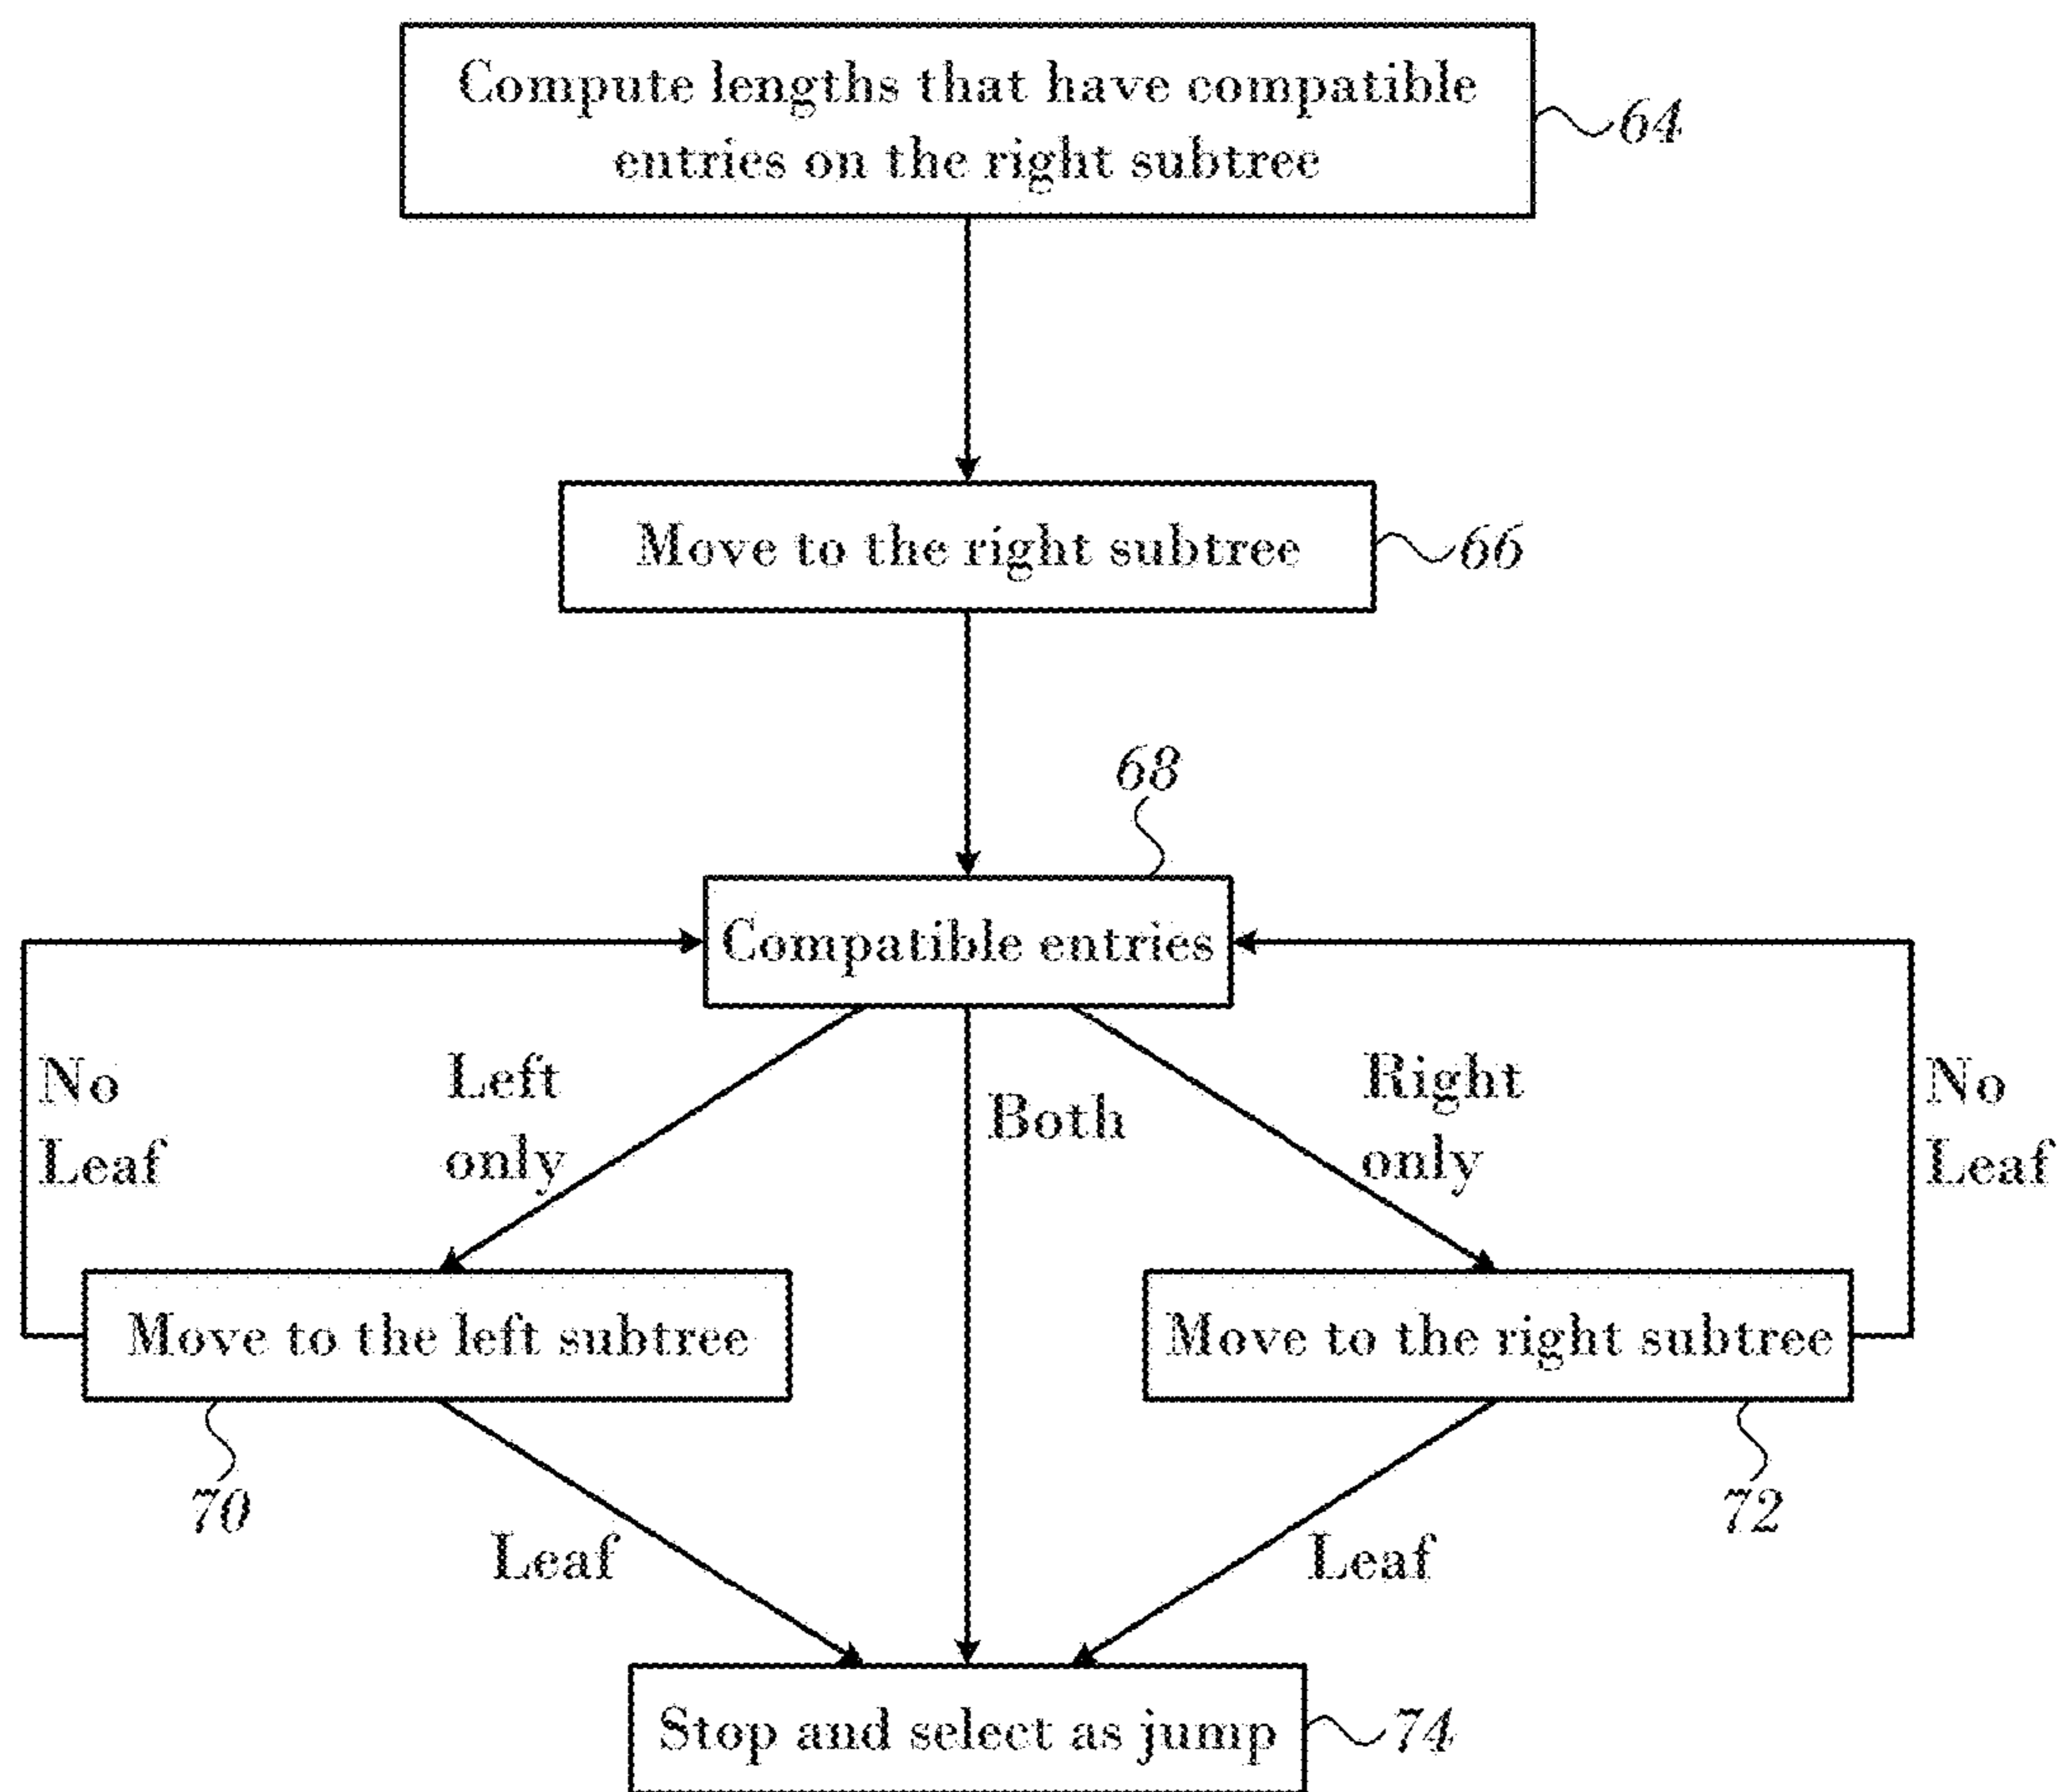 Compute lengths that have compatible
entries on the right subtree
64
Move to the right subtree
66
68
Compatible entries
No
Leaf
Left
only
Both
Right
only
No
Leaf
Move to the left subtree
Move to the right subtree
70
72
Leaf
Leaf
Stop and select as jump
74